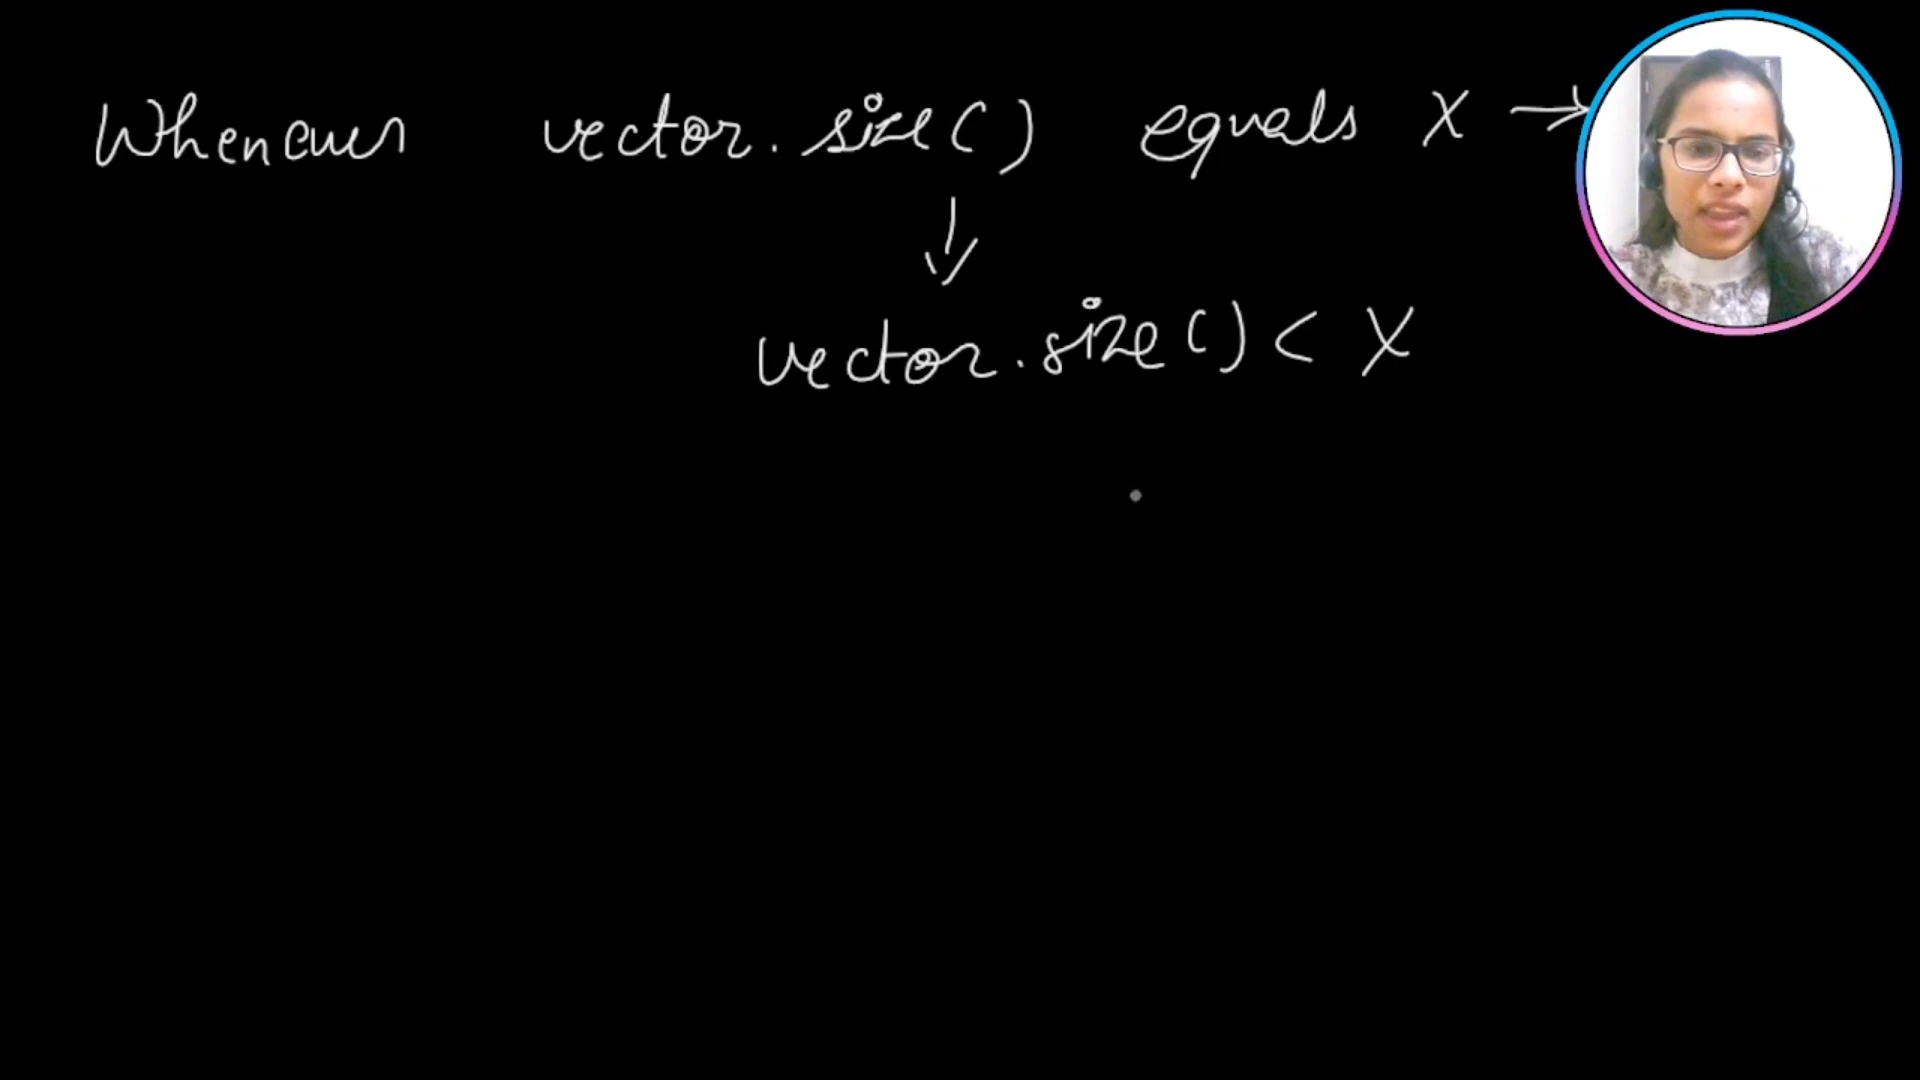 Whenever vector.size() equals X →
↓
vector.size() < X